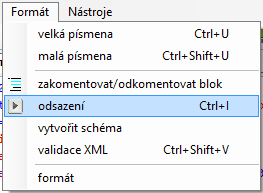 Formát Nástroje
velká písmena Ctrl+U
malá písmena Ctrl+Shift+U
zakomentovat/odkomentovat blok
odsazení Ctrl+I
vytvořit schéma
validace XML Ctrl+Shift+V
formát